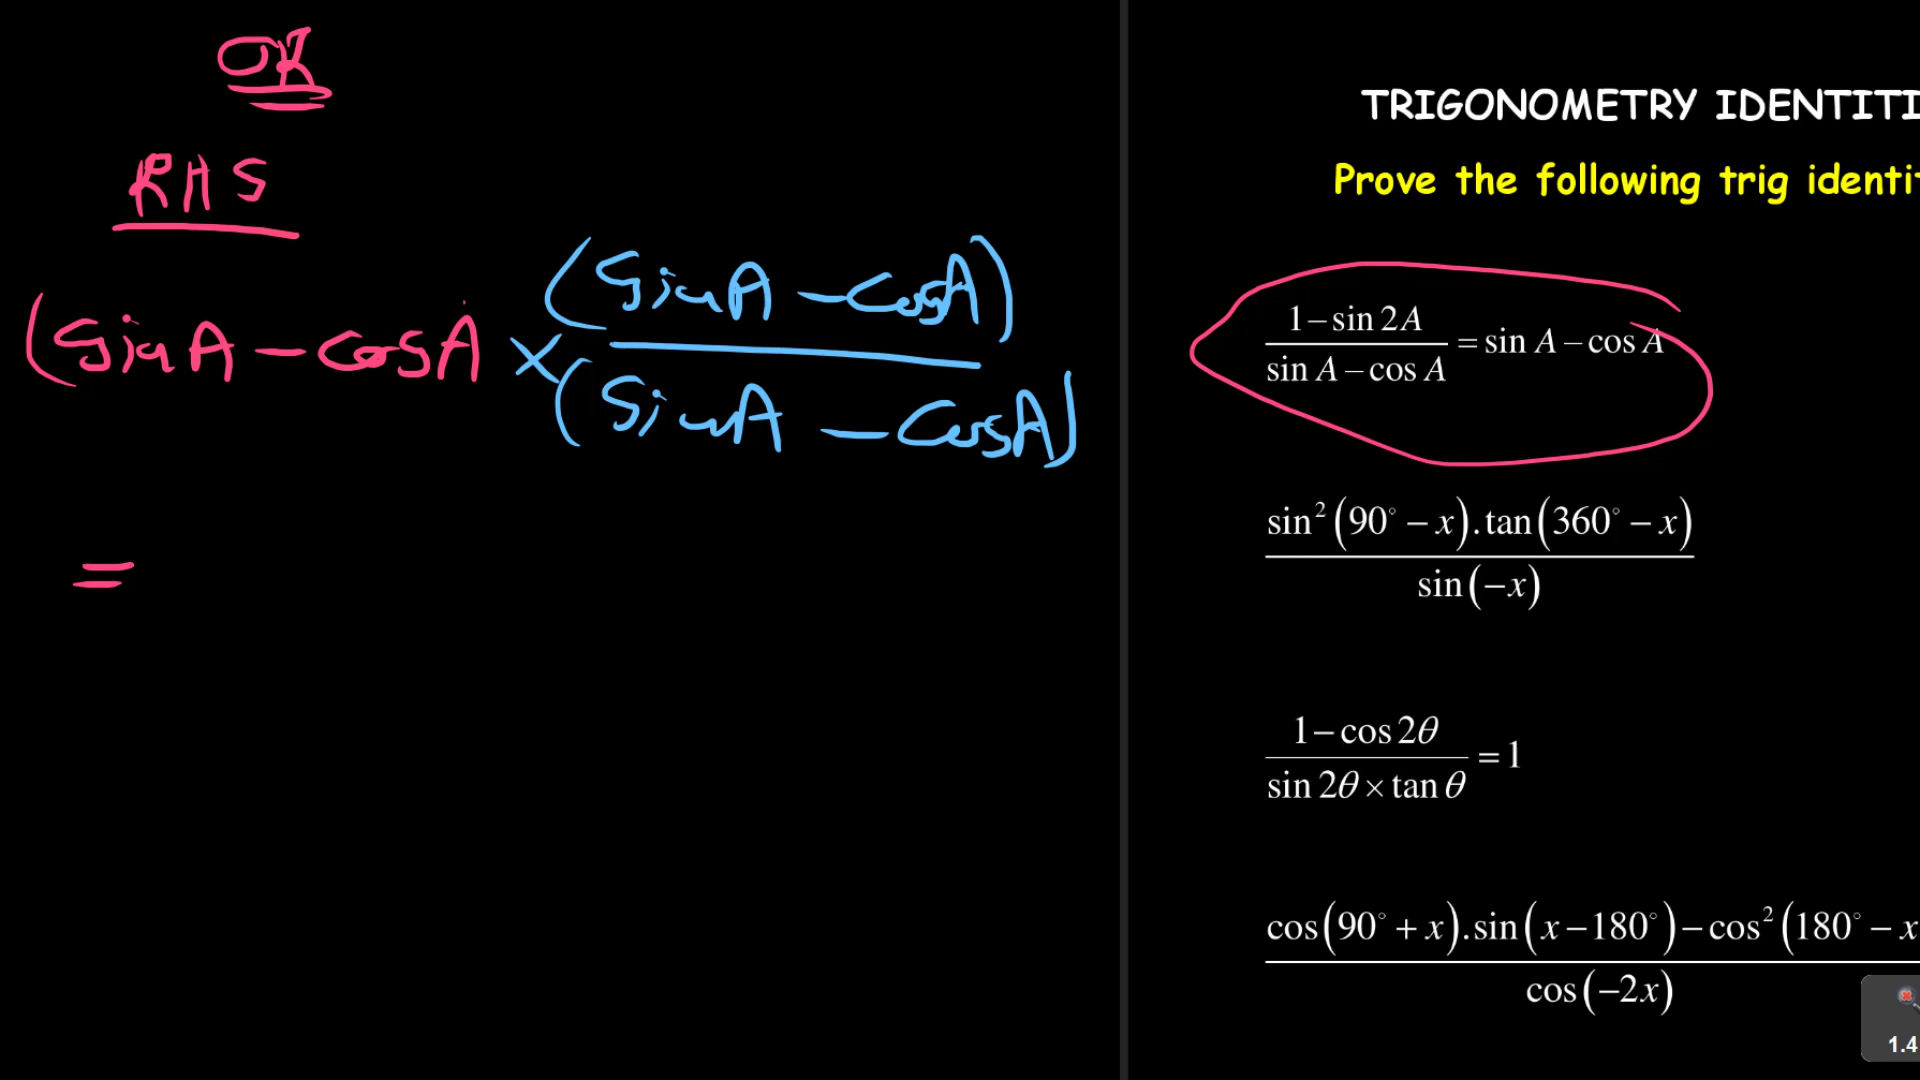 OR
RHS
(SinA - CosA × (SinA - CosA)
(SinA - CosA)
=
TRIGONOMETRY IDENTITI
Prove the following trig identit
1 − sin 2A
sin A − cos A
= sin A − cos A
sin²(90° − x).tan(360° − x)
sin(−x)
1 − cos 2θ
sin 2θ × tan θ
= 1
cos(90° + x).sin(x − 180°) − cos²(180° − x
cos(−2x)
1.4